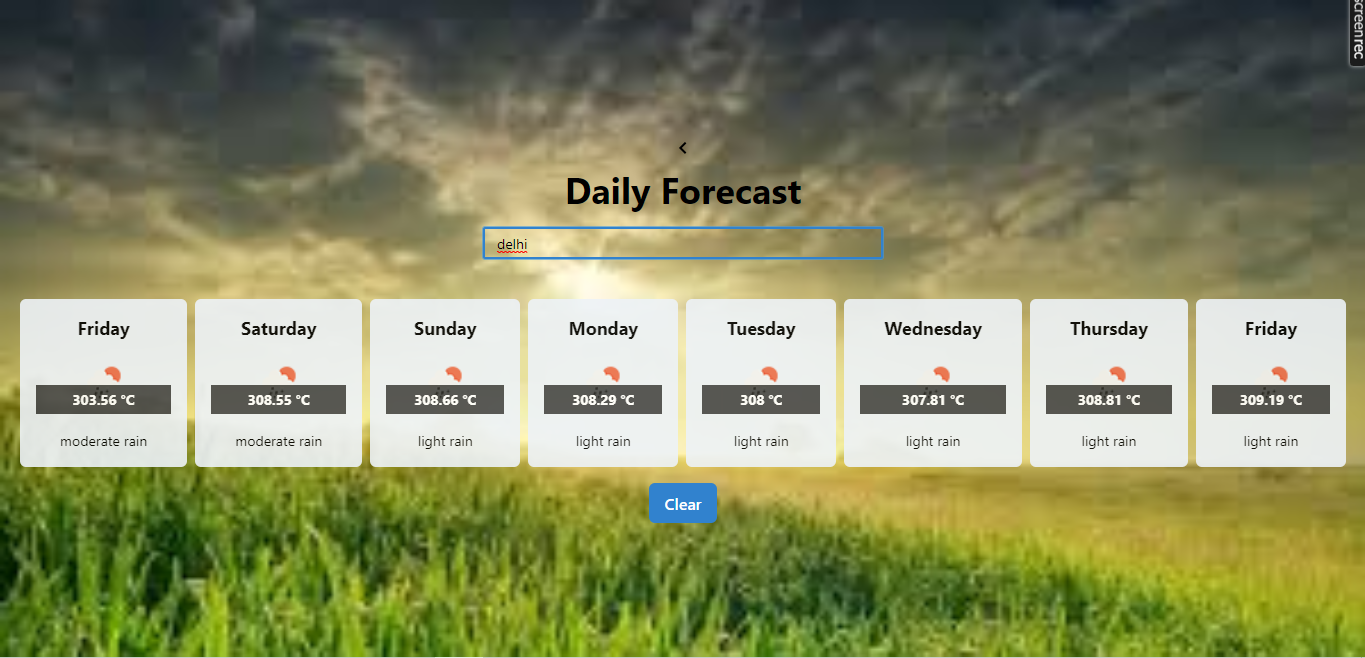 screenrec
Daily Forecast
delhi
Friday
303.56 °C
moderate rain
Saturday
308.55 °C
moderate rain
Sunday
308.66 °C
light rain
Monday
308.29 °C
light rain
Tuesday
308 °C
light rain
Wednesday
307.81 °C
light rain
Thursday
308.81 °C
light rain
Friday
309.19 °C
light rain
Clear